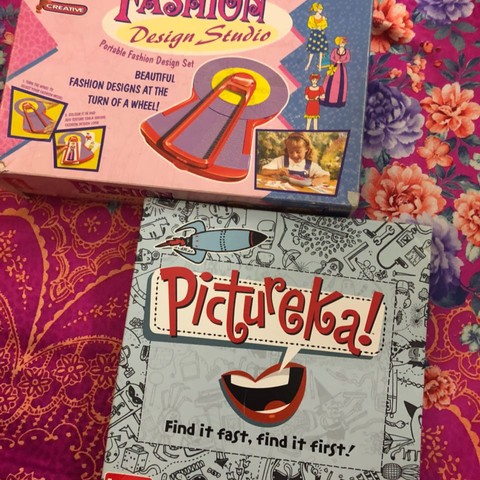 CREATIVE
FASHION
Design Studio
Portable Fashion Design Set
BEAUTIFUL
FASHION DESIGNS AT THE
TURN OF A WHEEL!
Pictureka!
Find it fast, find it first!